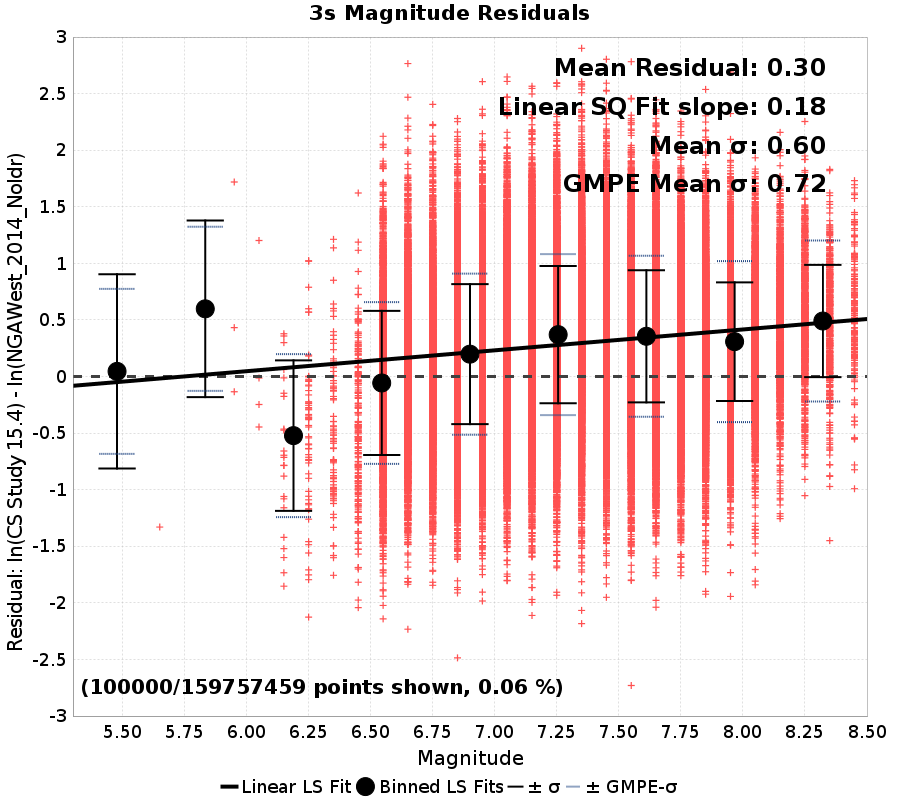 3s Magnitude Residuals
Mean Residual: 0.30
Linear SQ Fit slope: 0.18
Mean σ: 0.60
GMPE Mean σ: 0.72
Residual: ln(CS Study 15.4) - ln(NGAWest_2014_NoIdr)
3
2.5
2
1.5
1
0.5
0
-0.5
-1
-1.5
-2
-2.5
-3
(100000/159757459 points shown, 0.06 %)
5.50 5.75 6.00 6.25 6.50 6.75 7.00 7.25 7.50 7.75 8.00 8.25 8.50
Magnitude
Linear LS Fit Binned LS Fits ± σ ± GMPE-σ